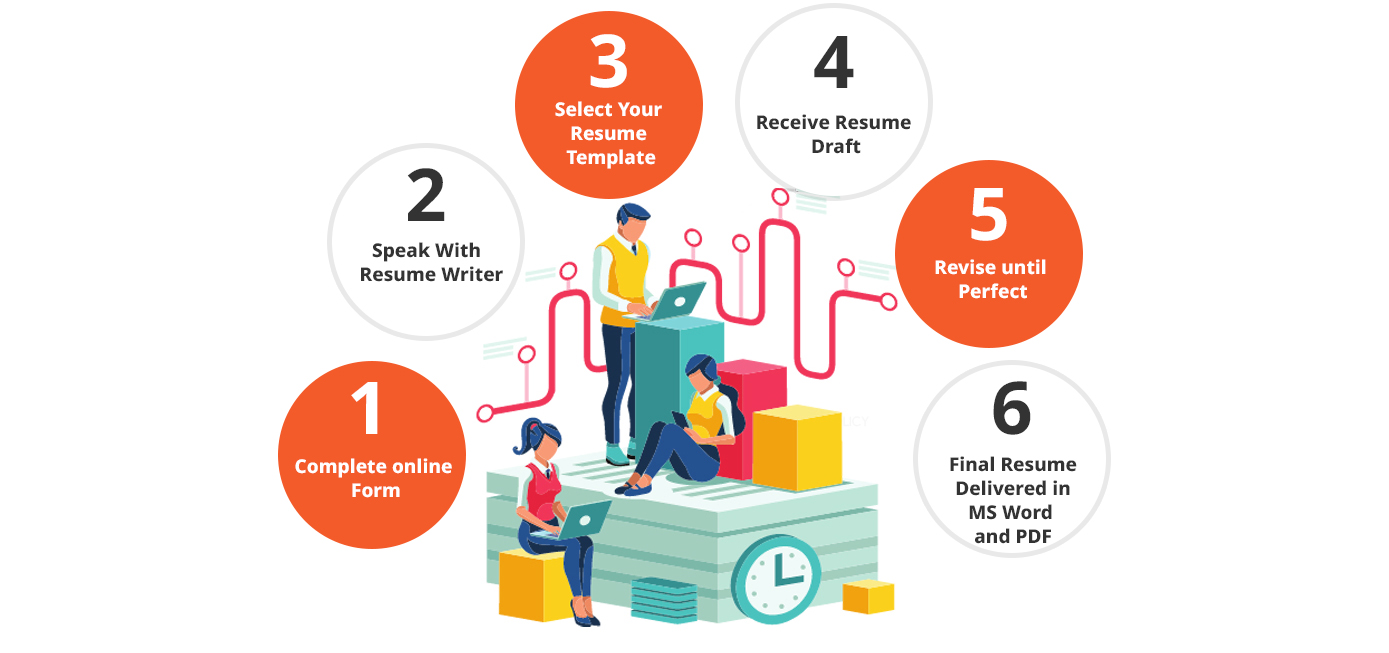 1
Complete online
Form
2
Speak With
Resume Writer
3
Select Your
Resume
Template
4
Receive Resume
Draft
5
Revise until
Perfect
6
Final Resume
Delivered in
MS Word
and PDF